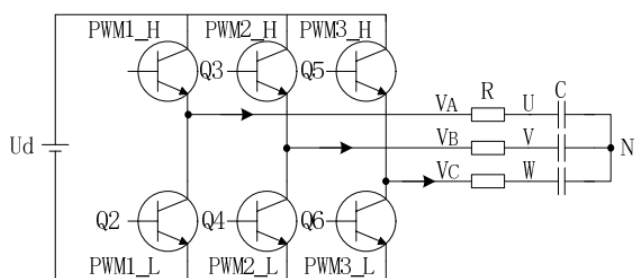 PWM1_H PWM2_H PWM3_H
Q3 Q5
VA R U C
Ud VB V N
VC W
Q2 Q4 Q6
PWM1_L PWM2_L PWM3_L